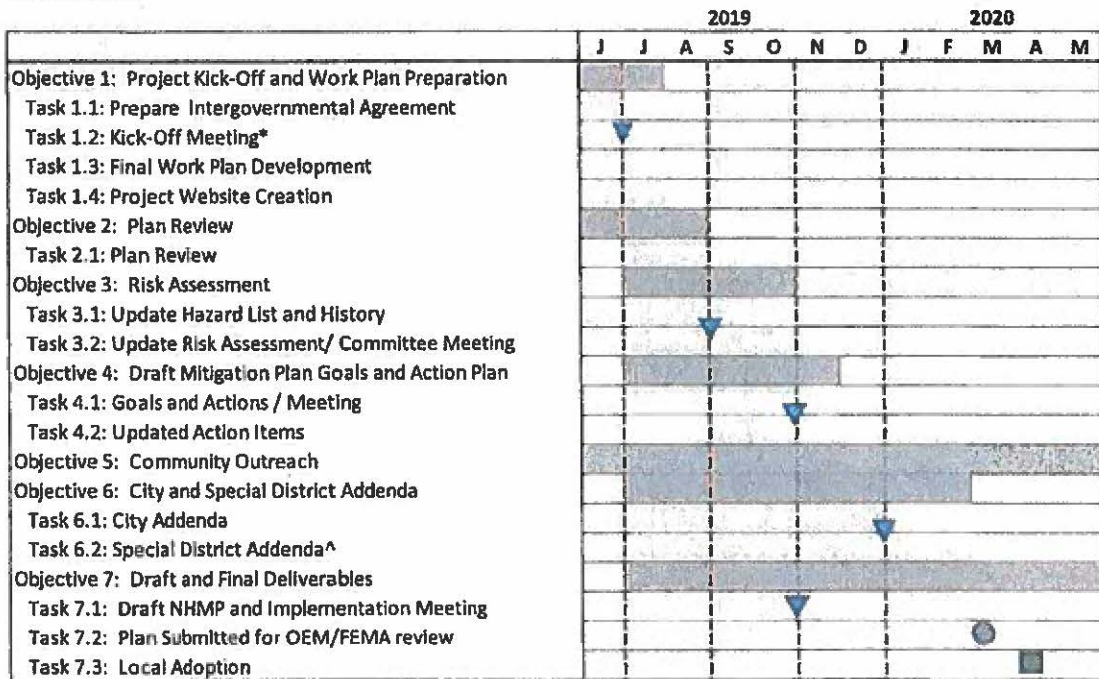 2019 2020
J J A S O N D J F M A M
Objective 1: Project Kick-Off and Work Plan Preparation
Task 1.1: Prepare Intergovernmental Agreement
Task 1.2: Kick-Off Meeting*
Task 1.3: Final Work Plan Development
Task 1.4: Project Website Creation
Objective 2: Plan Review
Task 2.1: Plan Review
Objective 3: Risk Assessment
Task 3.1: Update Hazard List and History
Task 3.2: Update Risk Assessment/ Committee Meeting
Objective 4: Draft Mitigation Plan Goals and Action Plan
Task 4.1: Goals and Actions / Meeting
Task 4.2: Updated Action Items
Objective 5: Community Outreach
Objective 6: City and Special District Addenda
Task 6.1: City Addenda
Task 6.2: Special District Addenda^
Objective 7: Draft and Final Deliverables
Task 7.1: Draft NHMP and Implementation Meeting
Task 7.2: Plan Submitted for OEM/FEMA review
Task 7.3: Local Adoption